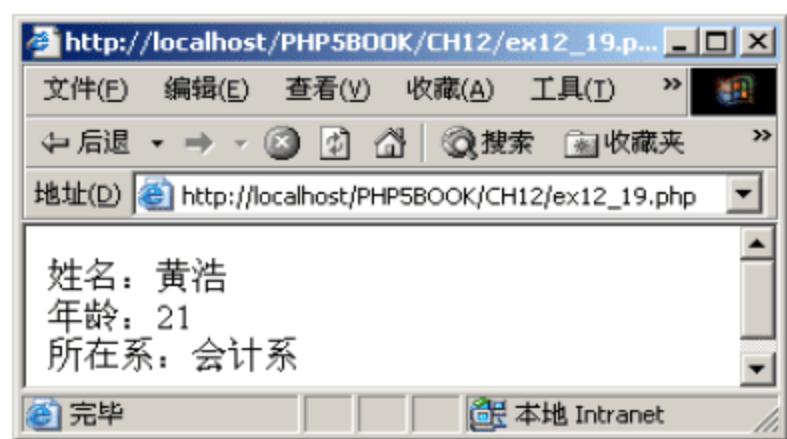 http://localhost/PHP5BOOK/CH12/ex12_19.p...
文件(F) 编辑(E) 查看(V) 收藏(A) 工具(T) »
后退 搜索 收藏夹 »
地址(D) http://localhost/PHP5BOOK/CH12/ex12_19.php
姓名：黄浩
年龄：21
所在系：会计系
完毕 本地 Intranet